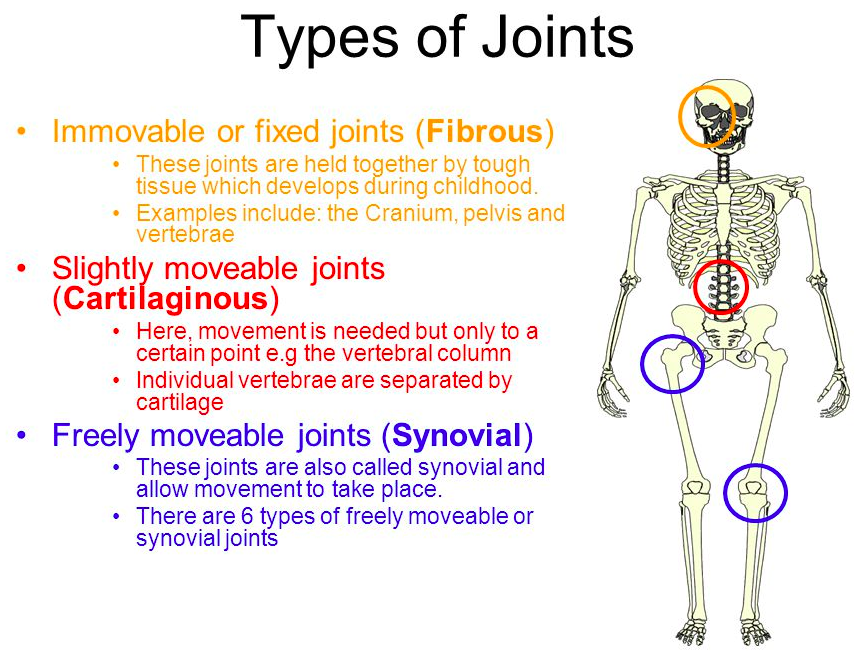 Types of Joints
• Immovable or fixed joints (Fibrous)
• These joints are held together by tough
tissue which develops during childhood.
• Examples include: the Cranium, pelvis and
vertebrae
• Slightly moveable joints
(Cartilaginous)
• Here, movement is needed but only to a
certain point e.g the vertebral column
• Individual vertebrae are separated by
cartilage
• Freely moveable joints (Synovial)
• These joints are also called synovial and
allow movement to take place.
• There are 6 types of freely moveable or
synovial joints